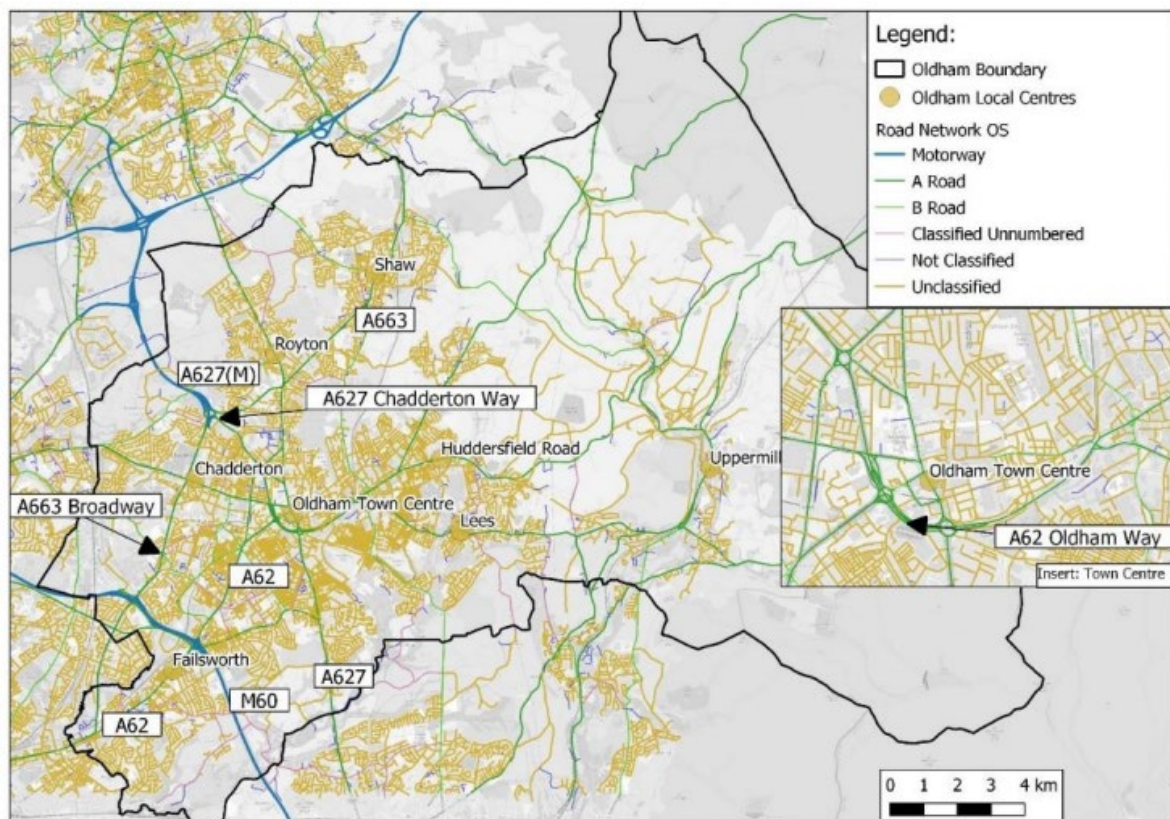 Legend:
Oldham Boundary
Oldham Local Centres
Road Network OS
Motorway
A Road
B Road
Classified Unnumbered
Not Classified
Unclassified
Shaw
A663
Royton
A627(M)
A627 Chadderton Way
Huddersfield Road
Chadderton
Uppermill
Oldham Town Centre
A663 Broadway
Oldham Town Centre
Lees
A62 Oldham Way
A62
Insert: Town Centre
Failsworth
A627
M60
A62
0 1 2 3 4 km